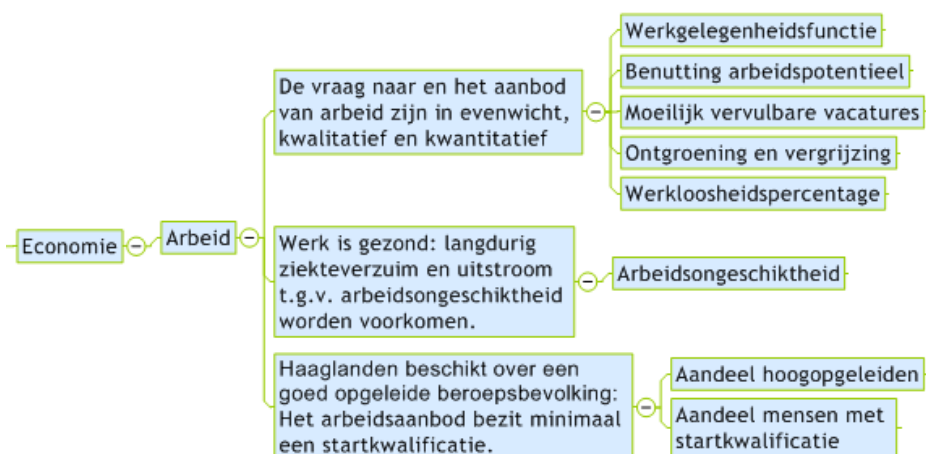 Economie
Arbeid
De vraag naar en het aanbod
van arbeid zijn in evenwicht,
kwalitatief en kwantitatief
Werkgelegenheidsfunctie
Benutting arbeidspotentieel
Moeilijk vervulbare vacatures
Ontgroening en vergrijzing
Werkloosheidspercentage
Werk is gezond: langdurig
ziekteverzuim en uitstroom
t.g.v. arbeidsongeschiktheid
worden voorkomen.
Arbeidsongeschiktheid
Haaglanden beschikt over een
goed opgeleide beroepsbevolking:
Het arbeidsaanbod bezit minimaal
een startkwalificatie.
Aandeel hoogopgeleiden
Aandeel mensen met
startkwalificatie